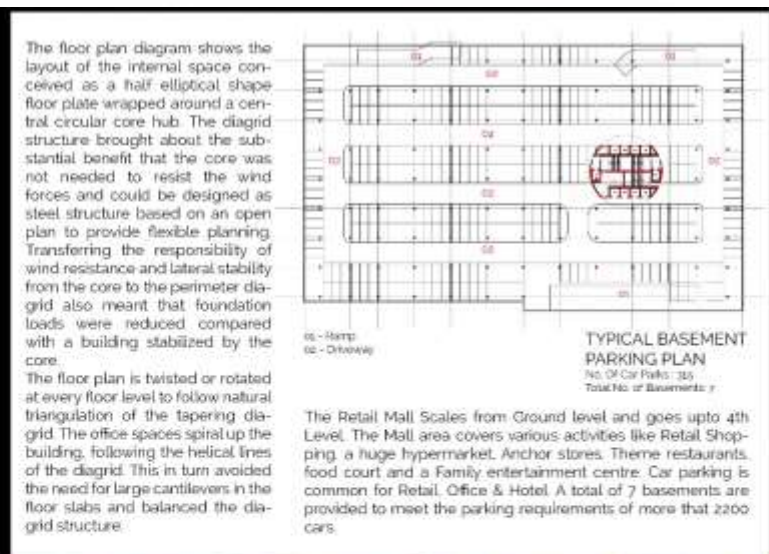 The floor plan diagram shows the
layout of the internal space con-
ceived as a half elliptical shape
floor plate wrapped around a cen-
tral circular core hub. The diagrid
structure brought about the sub-
stantial benefit that the core was
not needed to resist the wind
forces and could be designed as
steel structure based on an open
plan to provide flexible planning.
Transferring the responsibility of
wind resistance and lateral stability
from the core to the perimeter dia-
grid also meant that foundation
loads were reduced compared
with a building stabilized by the
core.
The floor plan is twisted or rotated
at every floor level to follow natural
triangulation of the tapering dia-
grid. The office spaces spiral up the
building, following the helical lines
of the diagrid. This in turn avoided
the need for large cantilevers in the
floor slabs and balanced the dia-
grid structure.
01 01
02
02
02 02
02
02
01
01 - Ramp
02 - Driveway
TYPICAL BASEMENT
PARKING PLAN
No. Of Car Parks : 315
Total No. of Basements: 7
The Retail Mall Scales from Ground level and goes upto 4th
Level. The Mall area covers various activities like Retail Shop-
ping, a huge hypermarket, Anchor stores, Theme restaurants,
food court and a Family entertainment centre. Car parking is
common for Retail, Office & Hotel. A total of 7 basements are
provided to meet the parking requirements of more that 2200
cars.